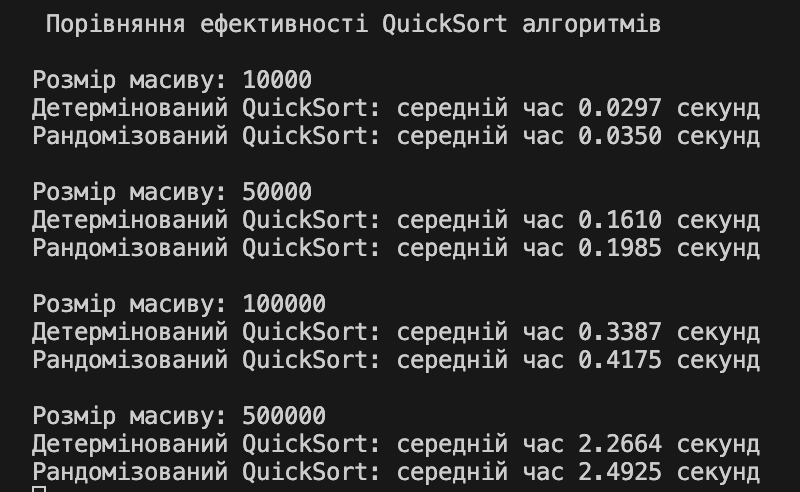 Порівняння ефективності QuickSort алгоритмів
Розмір масиву: 10000
Детермінований QuickSort: середній час 0.0297 секунд
Рандомізований QuickSort: середній час 0.0350 секунд
Розмір масиву: 50000
Детермінований QuickSort: середній час 0.1610 секунд
Рандомізований QuickSort: середній час 0.1985 секунд
Розмір масиву: 100000
Детермінований QuickSort: середній час 0.3387 секунд
Рандомізований QuickSort: середній час 0.4175 секунд
Розмір масиву: 500000
Детермінований QuickSort: середній час 2.2664 секунд
Рандомізований QuickSort: середній час 2.4925 секунд